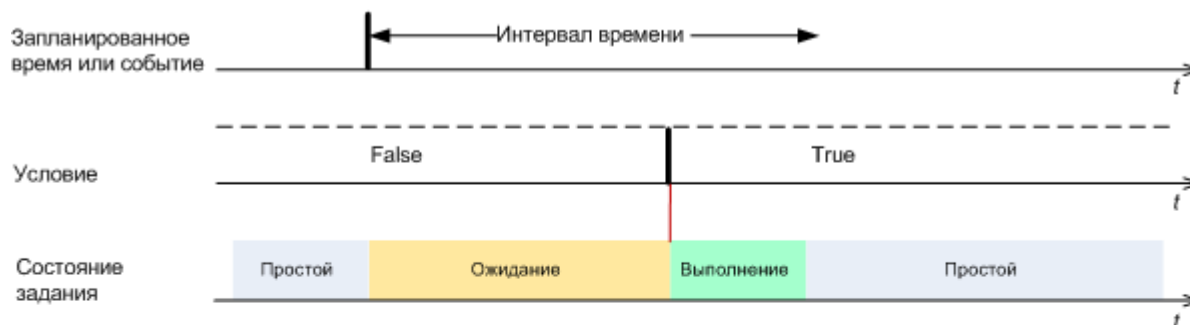 Запланированное
время или событие
Интервал времени
t
False
True
Условие
t
Состояние
задания
Простой
Ожидание
Выполнение
Простой
t